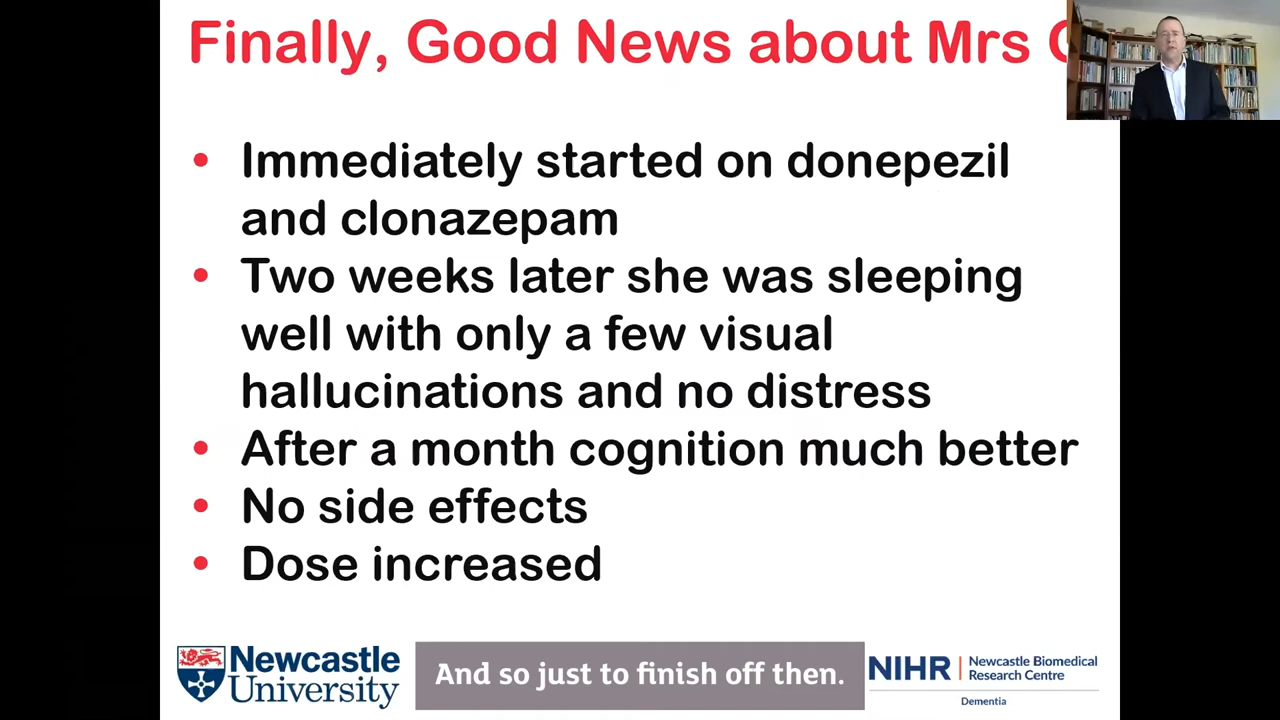 Finally, Good News about Mrs
• Immediately started on donepezil
and clonazepam
• Two weeks later she was sleeping
well with only a few visual
hallucinations and no distress
• After a month cognition much better
• No side effects
• Dose increased
Newcastle
University
And so just to finish off then.
NIHR | Newcastle Biomedical
Research Centre
Dementia